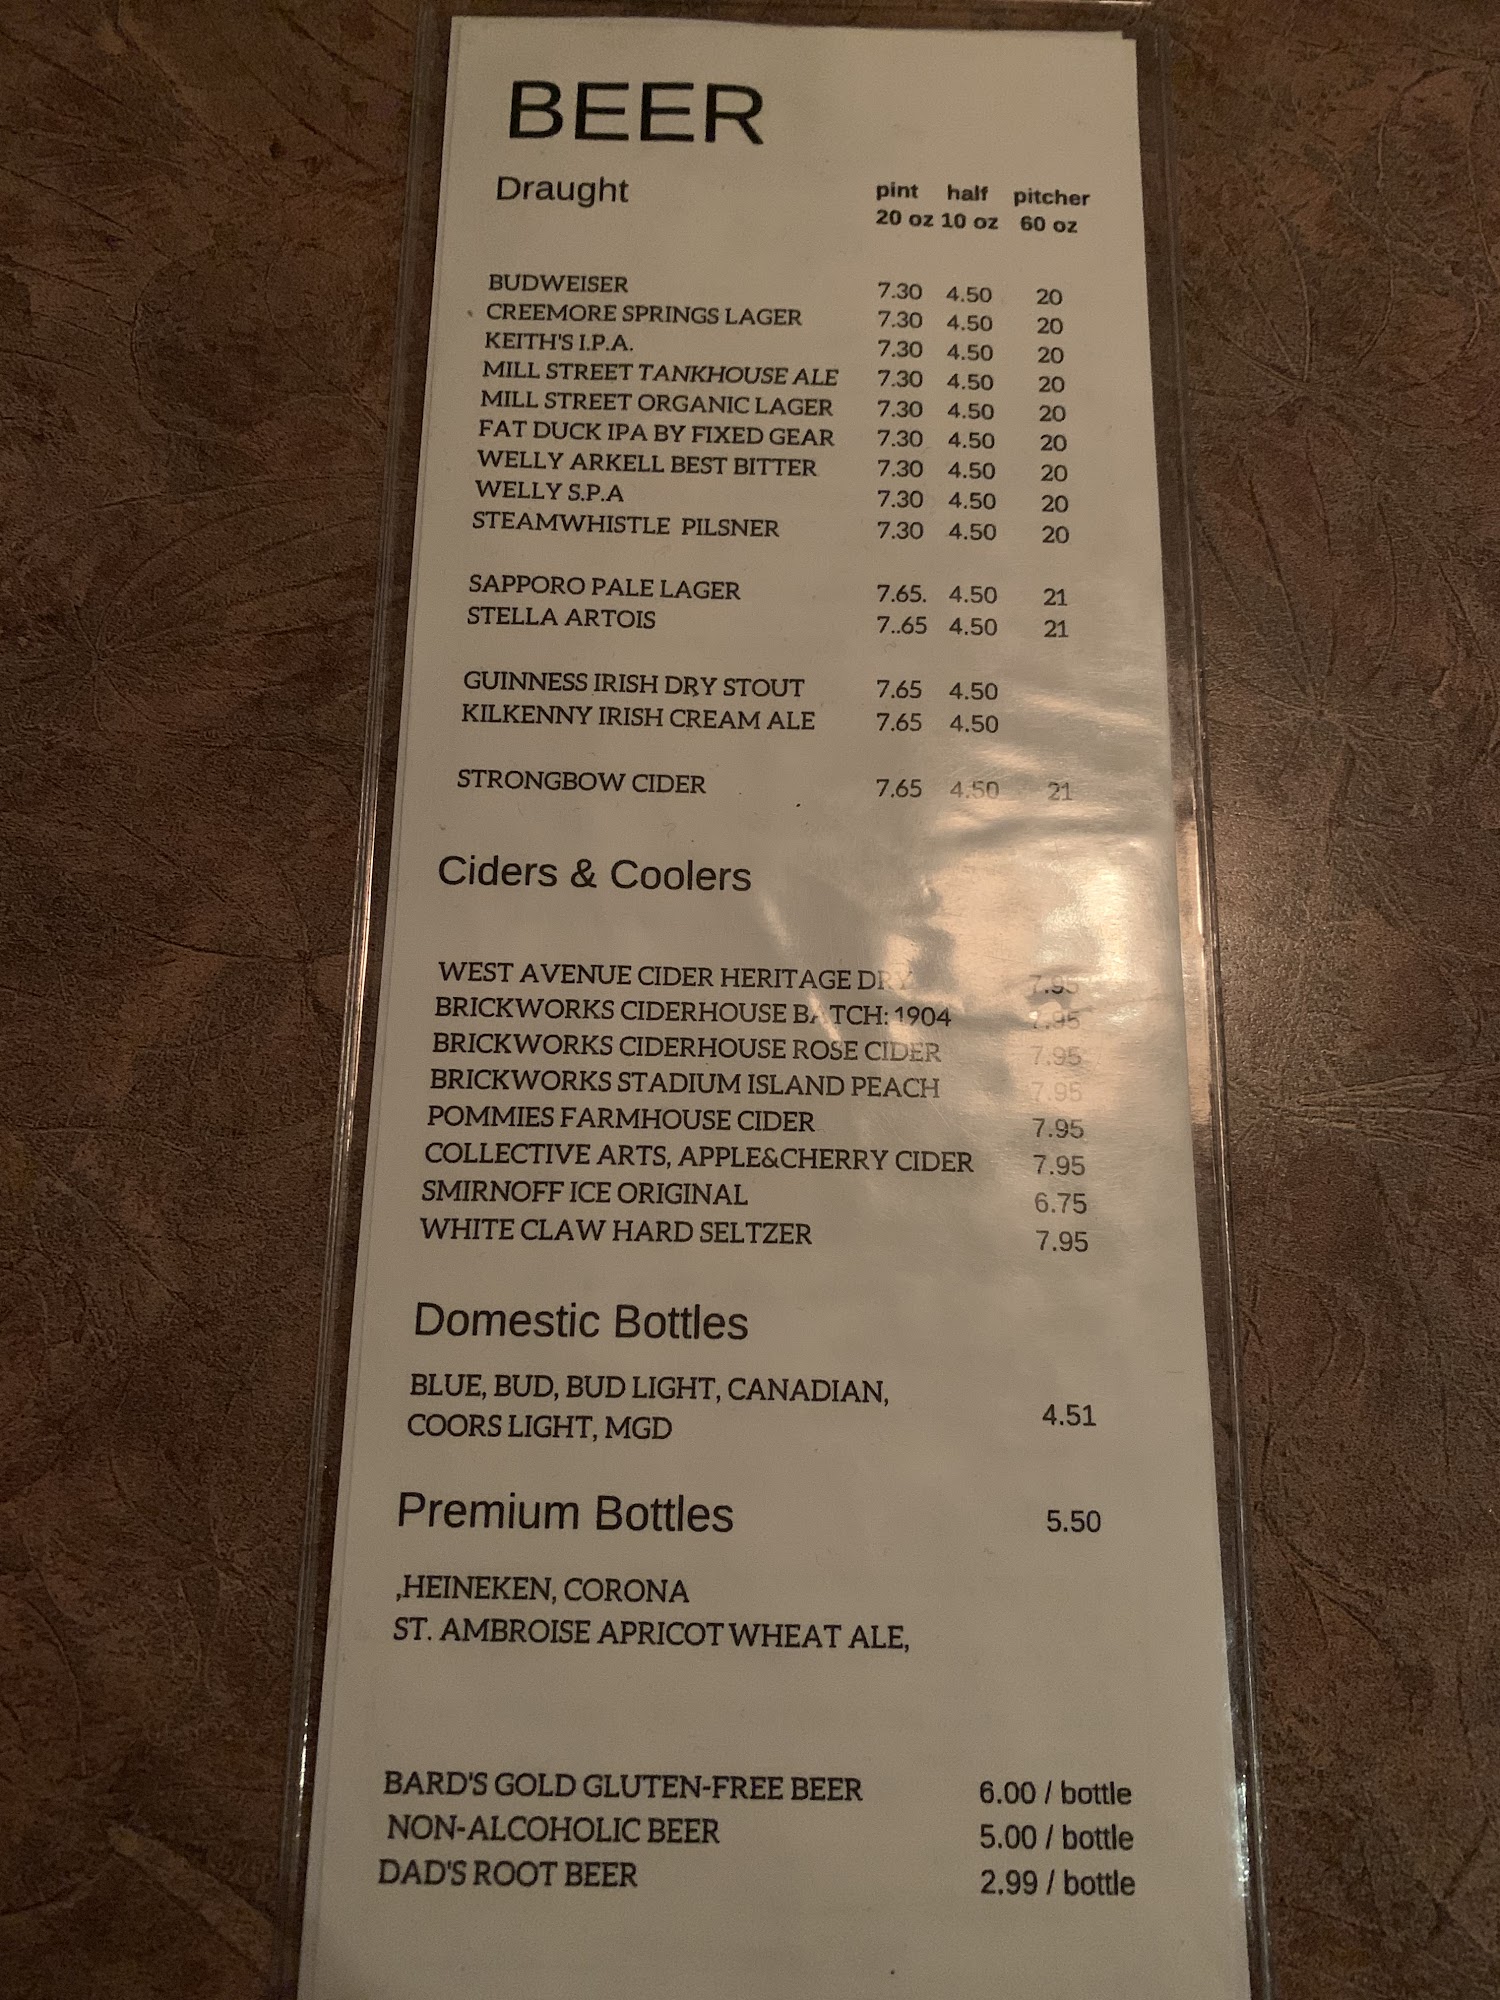 BEER
Draught pint half pitcher
20 oz 10 oz 60 oz
BUDWEISER 7.30 4.50 20
CREEMORE SPRINGS LAGER 7.30 4.50 20
KEITH'S I.P.A. 7.30 4.50 20
MILL STREET TANKHOUSE ALE 7.30 4.50 20
MILL STREET ORGANIC LAGER 7.30 4.50 20
FAT DUCK IPA BY FIXED GEAR 7.30 4.50 20
WELLY ARKELL BEST BITTER 7.30 4.50 20
WELLY S.P.A 7.30 4.50 20
STEAMWHISTLE PILSNER 7.30 4.50 20
SAPPORO PALE LAGER 7.65. 4.50 21
STELLA ARTOIS 7..65 4.50 21
GUINNESS IRISH DRY STOUT 7.65 4.50
KILKENNY IRISH CREAM ALE 7.65 4.50
STRONGBOW CIDER 7.65 4.50 21
Ciders & Coolers
WEST AVENUE CIDER HERITAGE DRY 7.95
BRICKWORKS CIDERHOUSE BATCH: 1904 7.95
BRICKWORKS CIDERHOUSE ROSE CIDER 7.95
BRICKWORKS STADIUM ISLAND PEACH 7.95
POMMIES FARMHOUSE CIDER 7.95
COLLECTIVE ARTS, APPLE&CHERRY CIDER 7.95
SMIRNOFF ICE ORIGINAL 6.75
WHITE CLAW HARD SELTZER 7.95
Domestic Bottles
BLUE, BUD, BUD LIGHT, CANADIAN,
COORS LIGHT, MGD 4.51
Premium Bottles 5.50
,HEINEKEN, CORONA
ST. AMBROISE APRICOT WHEAT ALE,
BARD'S GOLD GLUTEN-FREE BEER 6.00 / bottle
NON-ALCOHOLIC BEER 5.00 / bottle
DAD'S ROOT BEER 2.99 / bottle